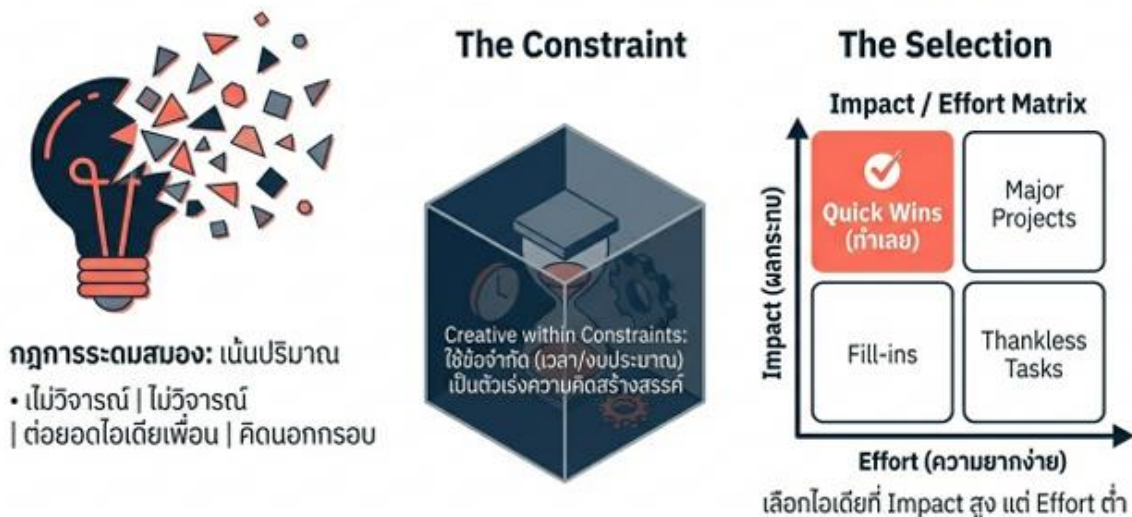 กฎการระดมสมอง: เน้นปริมาณ
• เไม่วิจารณ์ | ไม่วิจารณ์
| ต่อยอดไอเดียเพื่อน | คิดนอกกรอบ
The Constraint
Creative within Constraints:
ใช้ข้อจำกัด (เวลา/งบประมาณ)
เป็นตัวเร่งความคิดสร้างสรรค์
The Selection
Impact / Effort Matrix
Impact (ผลกระทบ)
Quick Wins
(ทำเลย)
Major
Projects
Fill-ins
Thankless
Tasks
Effort (ความยากง่าย)
เลือกไอเดียที่ Impact สูง แต่ Effort ต่ำ